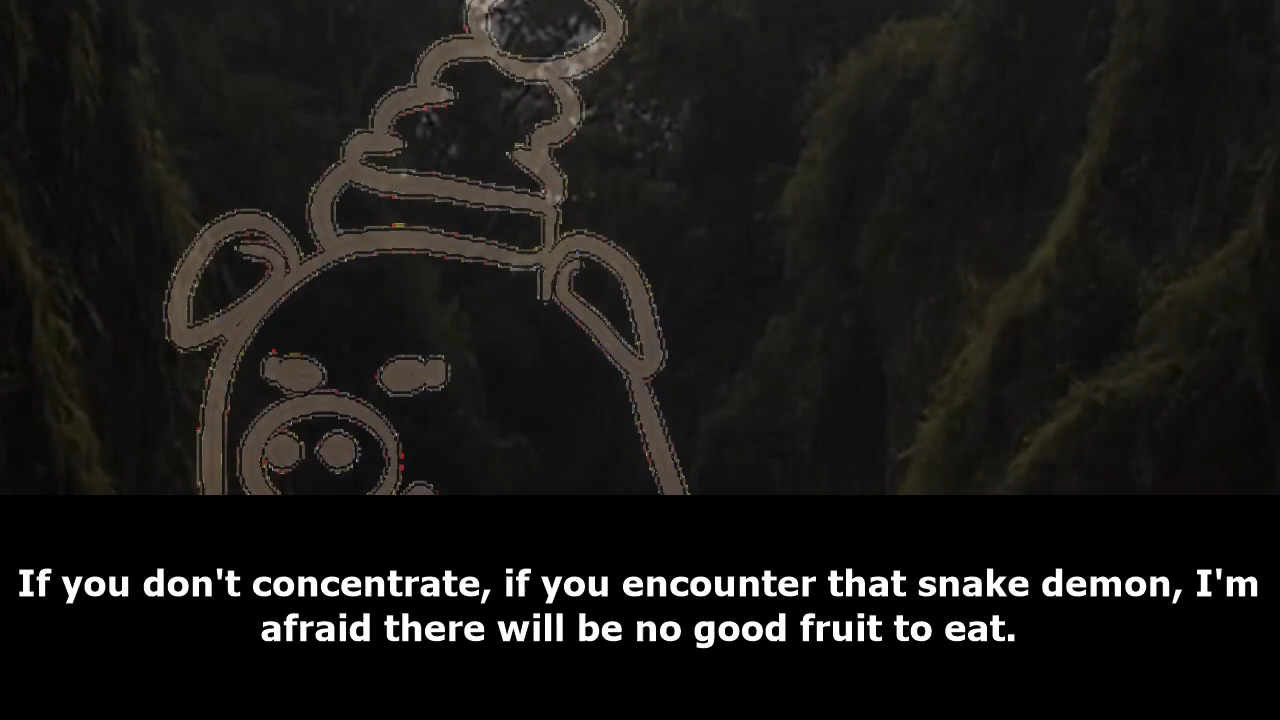 If you don't concentrate, if you encounter that snake demon, I'm
afraid there will be no good fruit to eat.